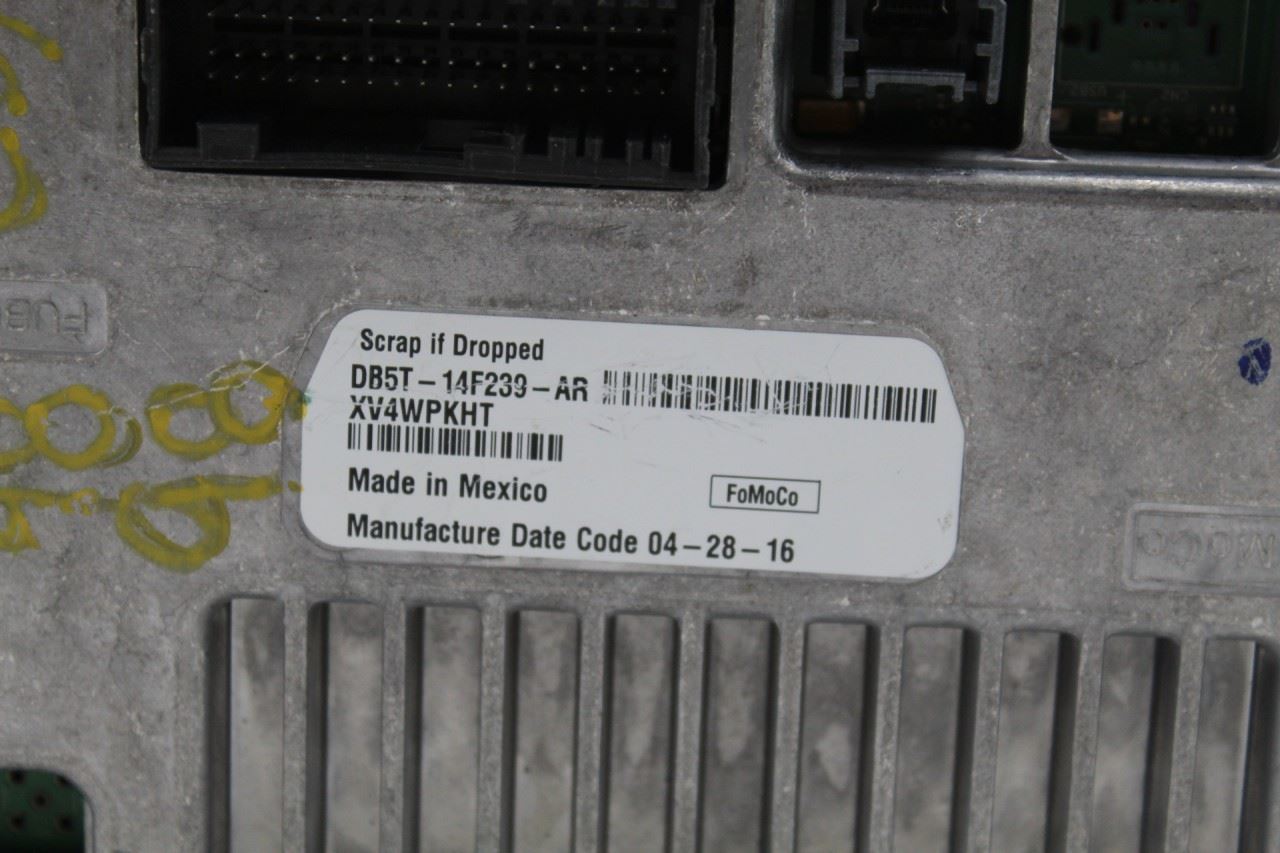 Scrap if Dropped
DB5T-14F239-AR
XV4WPKHT
Made in Mexico
FoMoCo
Manufacture Date Code 04-28-16